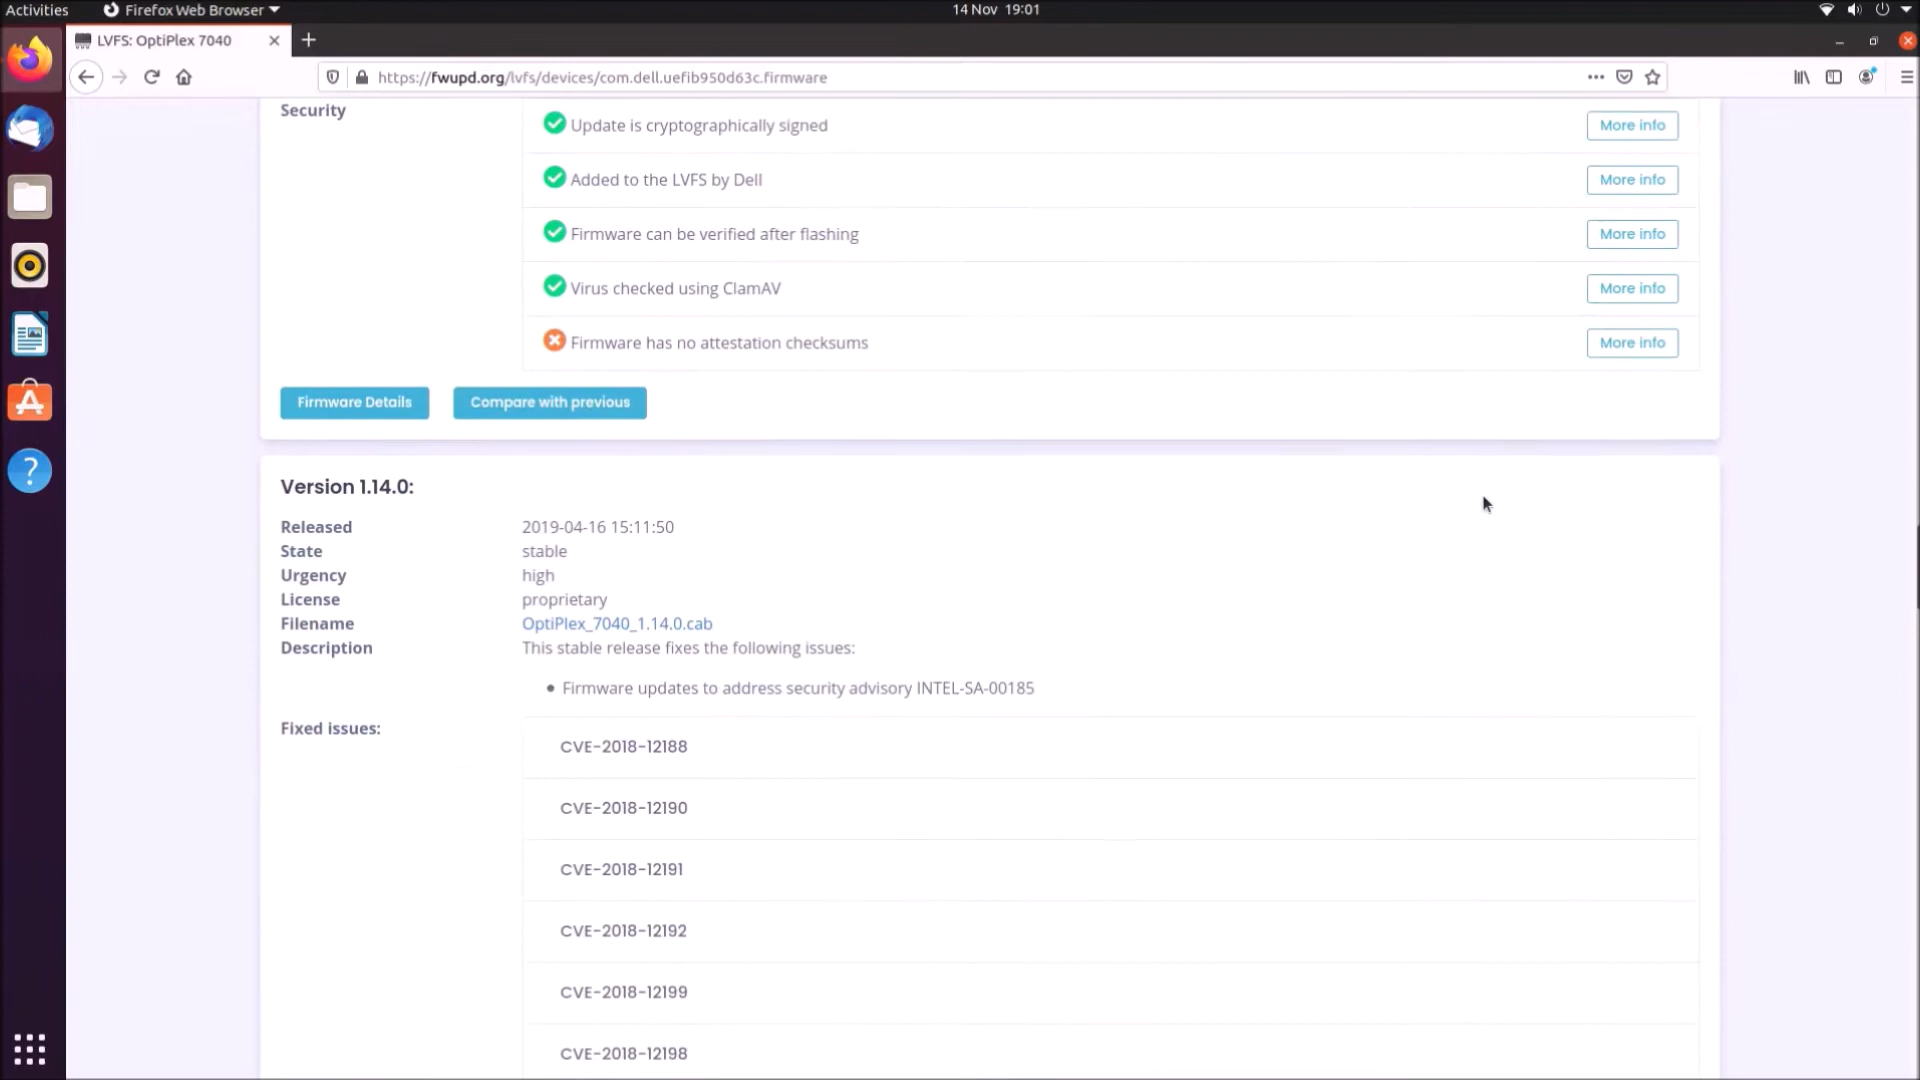 Activities Firefox Web Browser 14 Nov 19:01
LVFS: OptiPlex 7040
https://fwupd.org/lvfs/devices/com.dell.uefib950d63c.firmware
Security
Update is cryptographically signed More info
Added to the LVFS by Dell More info
Firmware can be verified after flashing More info
Virus checked using ClamAV More info
Firmware has no attestation checksums More info
Firmware Details Compare with previous
Version 1.14.0:
Released 2019-04-16 15:11:50
State stable
Urgency high
License proprietary
Filename OptiPlex_7040_1.14.0.cab
Description This stable release fixes the following issues:
• Firmware updates to address security advisory INTEL-SA-00185
Fixed issues:
CVE-2018-12188
CVE-2018-12190
CVE-2018-12191
CVE-2018-12192
CVE-2018-12199
CVE-2018-12198